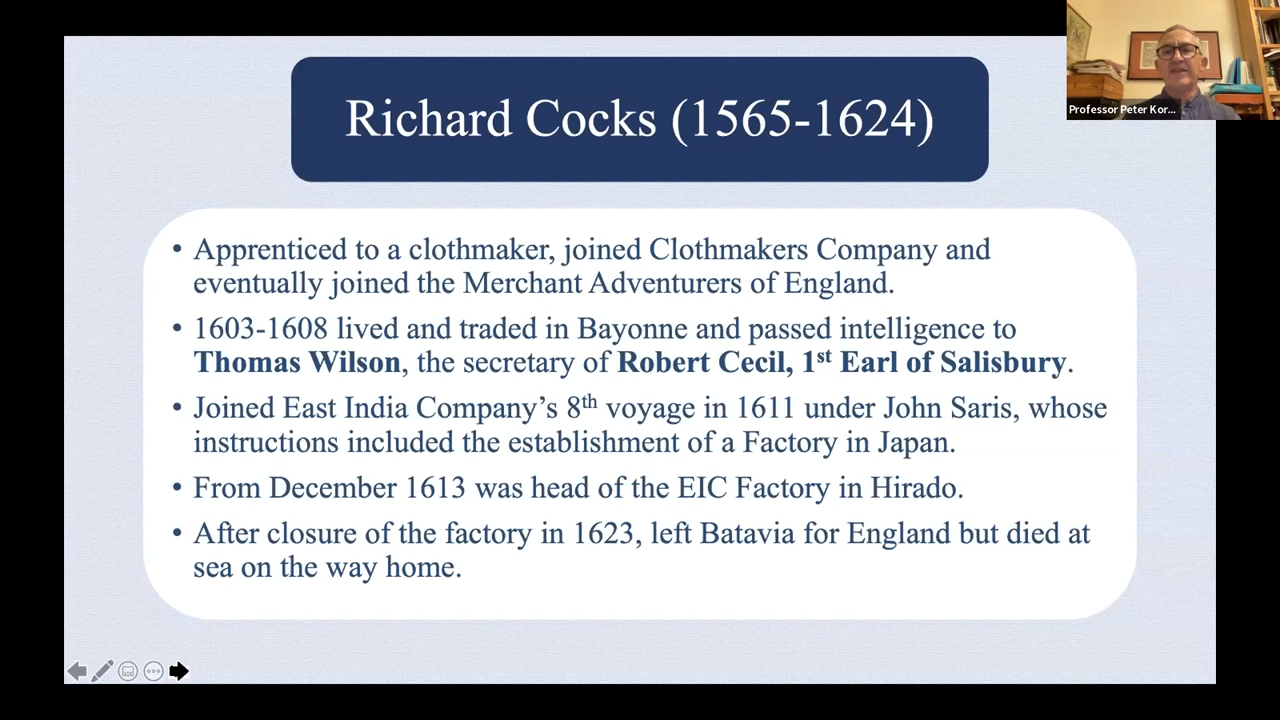 Richard Cocks (1565-1624)
Professor Peter Kor...
• Apprenticed to a clothmaker, joined Clothmakers Company and
eventually joined the Merchant Adventurers of England.
• 1603-1608 lived and traded in Bayonne and passed intelligence to
Thomas Wilson, the secretary of Robert Cecil, 1st Earl of Salisbury.
• Joined East India Company’s 8th voyage in 1611 under John Saris, whose
instructions included the establishment of a Factory in Japan.
• From December 1613 was head of the EIC Factory in Hirado.
• After closure of the factory in 1623, left Batavia for England but died at
sea on the way home.